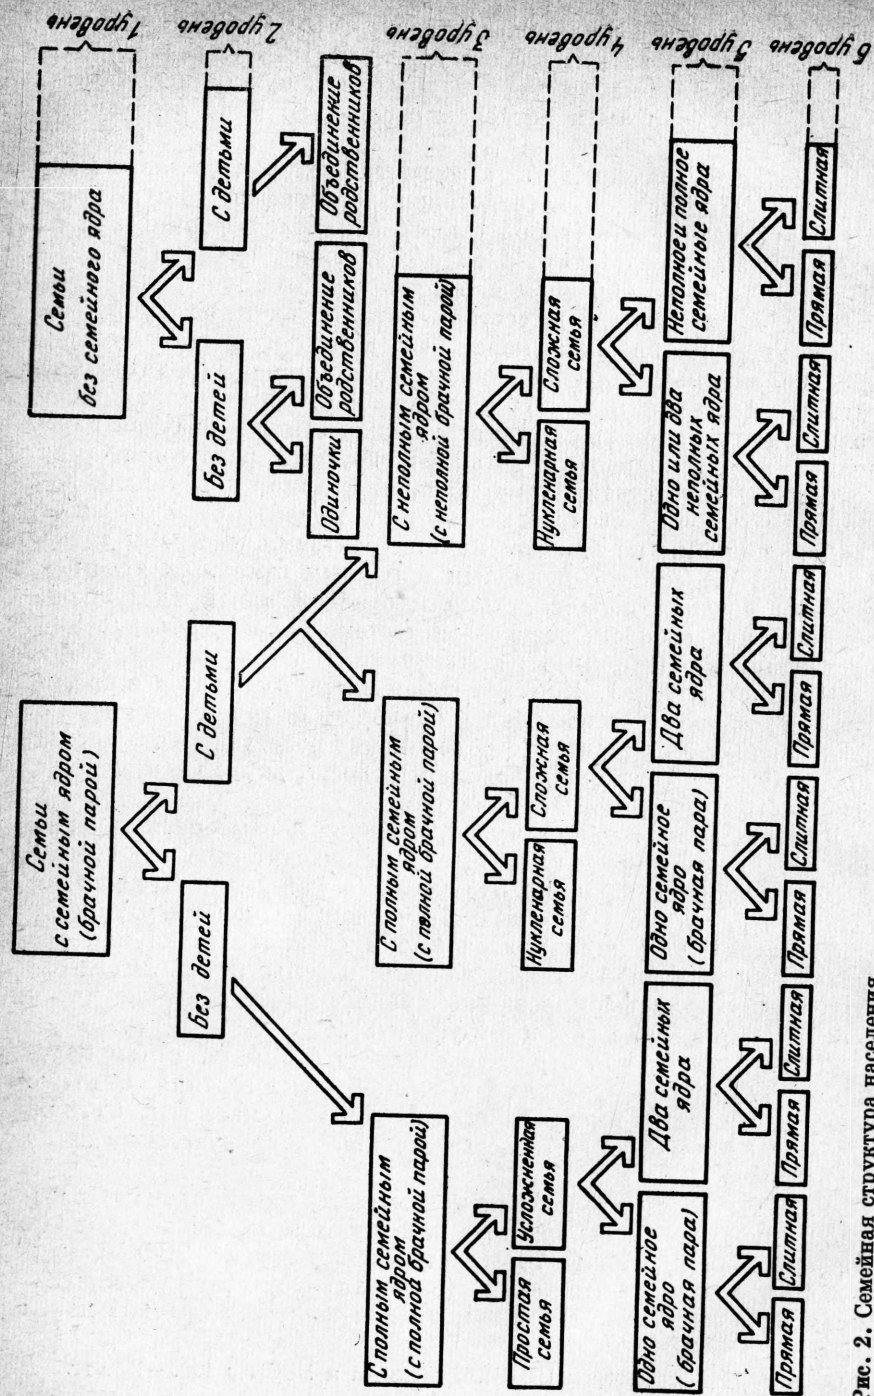 Семьи
с семейным ядром
(брачной парой)
Семьи
без семейного ядра
1 уровень
Без детей
С детьми
Без детей
С детьми
2 уровень
Одиночки
Объединение
родственников
Объединение
родственников
С полным семейным
ядром
(с полной брачной парой)
С полным семейным
ядром
(с полной брачной парой)
С неполным семейным
ядром
(с неполной брачной парой)
3 уровень
Простая
семья
Усложненная
семья
Нуклеарная
семья
Сложная
семья
Нуклеарная
семья
Сложная
семья
4 уровень
Одно семейное
ядро
(брачная пара)
Два семейных
ядра
Одно семейное
ядро
(брачная пара)
Два семейных
ядра
Одно или два
неполных
семейных ядра
Неполное и полное
семейные ядра
5 уровень
Прямая
Слитная
Прямая
Слитная
Прямая
Слитная
Прямая
Слитная
Прямая
Слитная
Прямая
Слитная
6 уровень
Рис. 2. Семейная структура населения